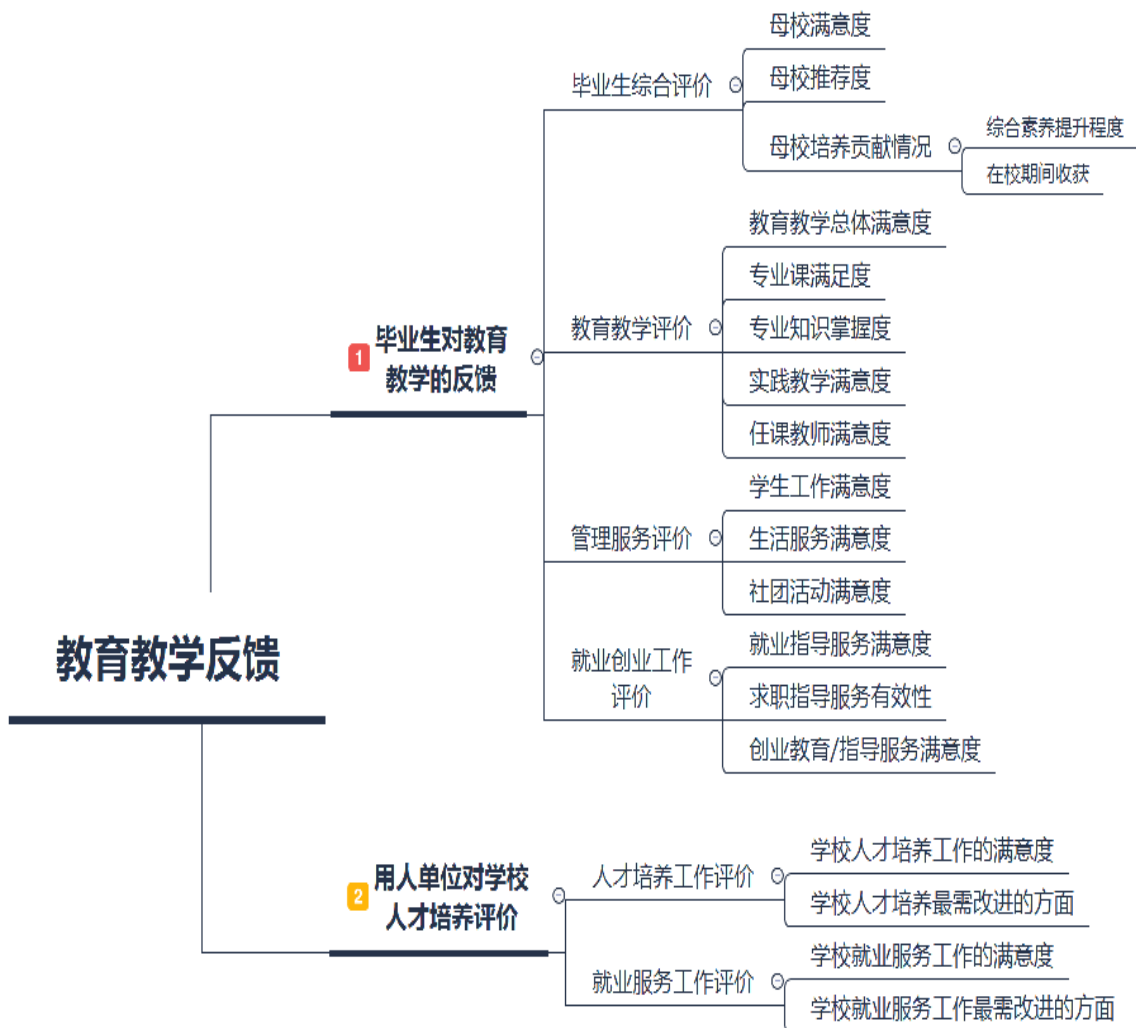 母校满意度
毕业生综合评价
母校推荐度
母校培养贡献情况
综合素养提升程度
在校期间收获
教育教学总体满意度
专业课满足度
教育教学评价
专业知识掌握度
实践教学满意度
任课教师满意度
1 毕业生对教育
教学的反馈
学生工作满意度
管理服务评价
生活服务满意度
社团活动满意度
就业创业工作
评价
就业指导服务满意度
求职指导服务有效性
创业教育/指导服务满意度
教育教学反馈
2 用人单位对学校
人才培养评价
人才培养工作评价
学校人才培养工作的满意度
学校人才培养最需改进的方面
就业服务工作评价
学校就业服务工作的满意度
学校就业服务工作最需改进的方面